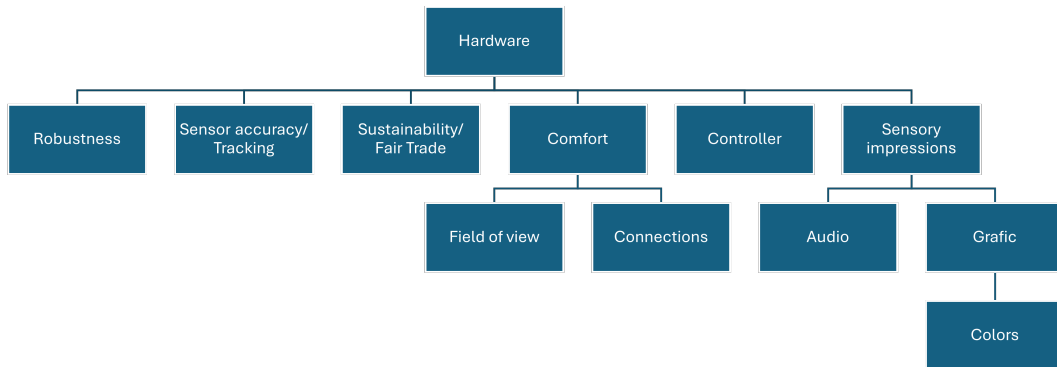 Hardware
Robustness
Sensor accuracy/
Tracking
Sustainability/
Fair Trade
Comfort
Controller
Sensory
impressions
Field of view
Connections
Audio
Grafic
Colors